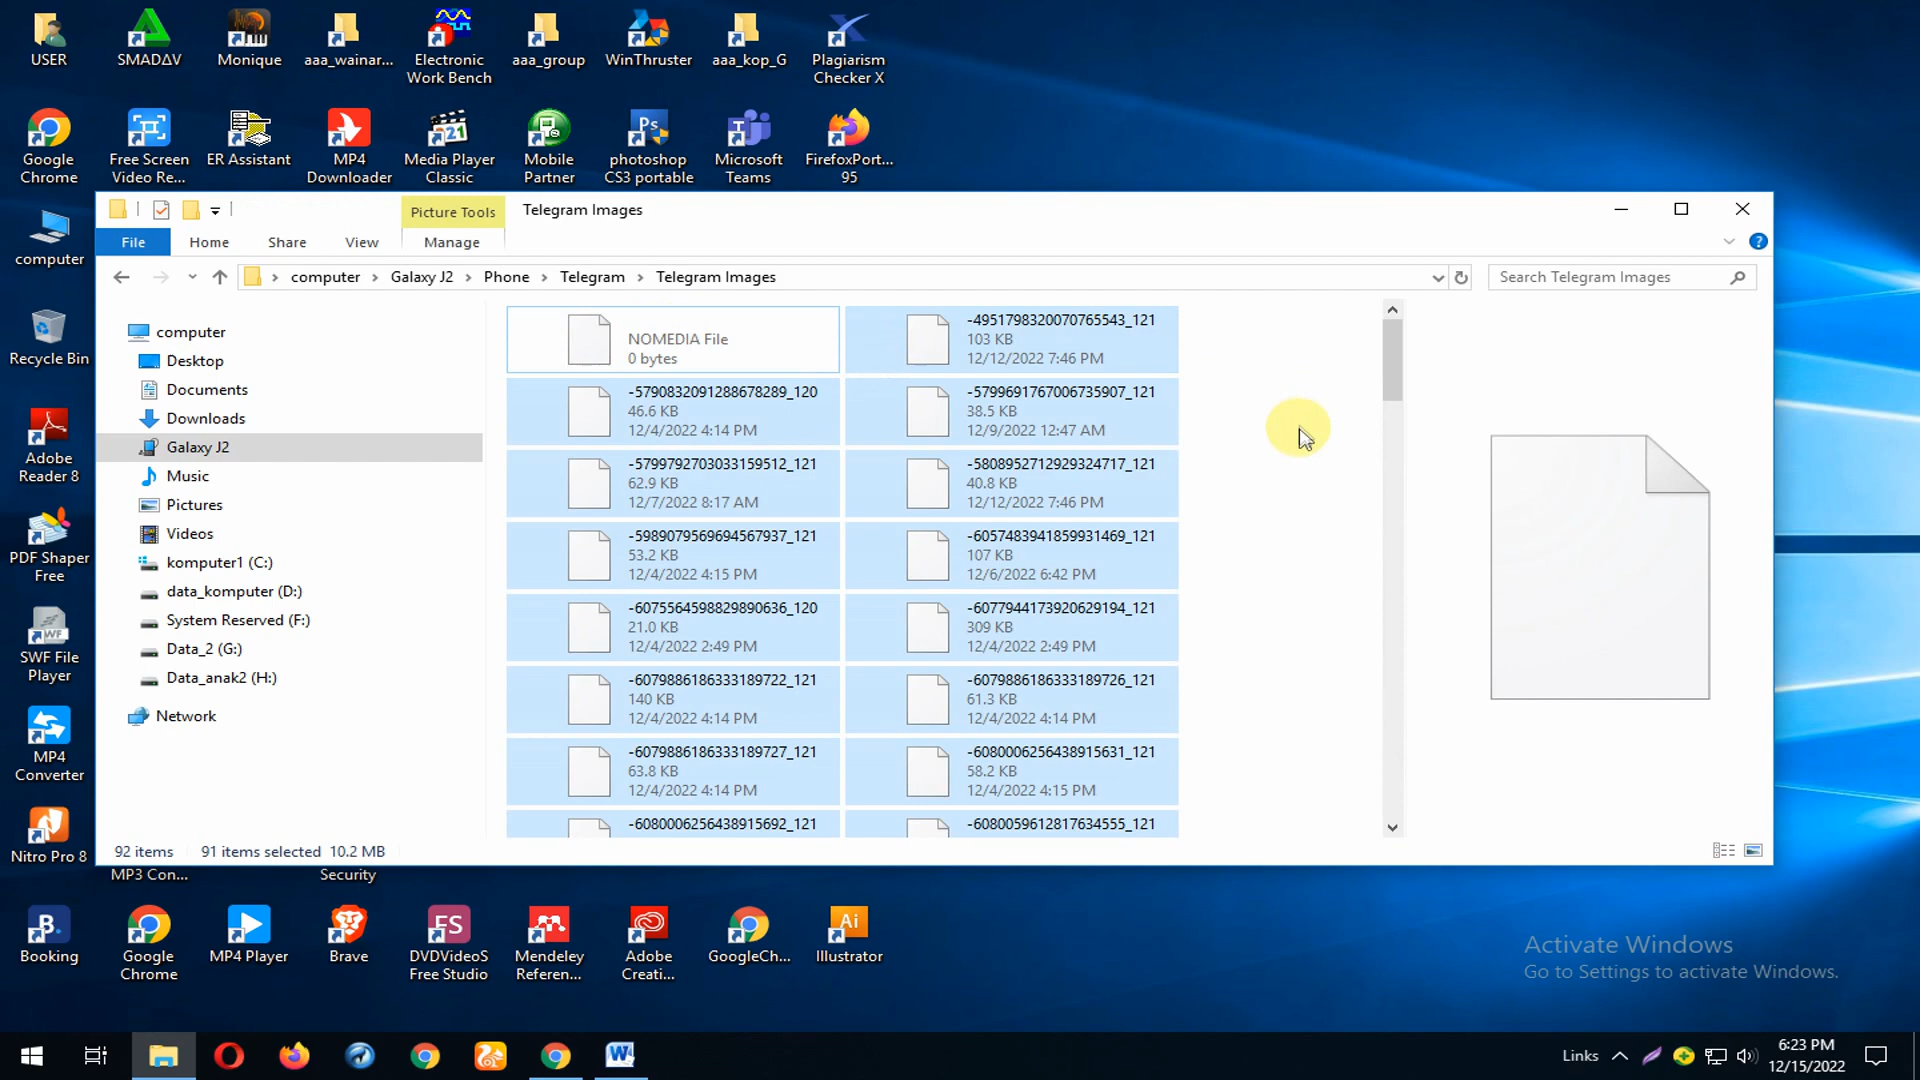 USER
SMADΔV
Monique
aaa_wainar...
Electronic
Work Bench
aaa_group
WinThruster
aaa_kop_G
Plagiarism
Checker X
Google
Chrome
Free Screen
Video Re...
ER Assistant
MP4
Downloader
Media Player
Classic
Mobile
Partner
photoshop
CS3 portable
Microsoft
Teams
FirefoxPort...
95
computer
Recycle Bin
Adobe
Reader 8
PDF Shaper
Free
SWF File
Player
MP4
Converter
Nitro Pro 8
Picture Tools
Telegram Images
File
Home
Share
View
Manage
computer
Galaxy J2
Phone
Telegram
Telegram Images
Search Telegram Images
computer
Desktop
Documents
Downloads
Galaxy J2
Music
Pictures
Videos
komputer1 (C:)
data_komputer (D:)
System Reserved (F:)
Data_2 (G:)
Data_anak2 (H:)
Network
NOMEDIA File
0 bytes
-4951798320070765543_121
103 KB
12/12/2022 7:46 PM
-5790832091288678289_120
46.6 KB
12/4/2022 4:14 PM
-5799691767006735907_121
38.5 KB
12/9/2022 12:47 AM
-5799792703033159512_121
62.9 KB
12/7/2022 8:17 AM
-5808952712929324717_121
40.8 KB
12/12/2022 7:46 PM
-5989079569694567937_121
53.2 KB
12/4/2022 4:15 PM
-6057483941859931469_121
107 KB
12/6/2022 6:42 PM
-6075564598829890636_120
21.0 KB
12/4/2022 2:49 PM
-6077944173920629194_121
309 KB
12/4/2022 2:49 PM
-6079886186333189722_121
140 KB
12/4/2022 4:14 PM
-6079886186333189726_121
61.3 KB
12/4/2022 4:14 PM
-6079886186333189727_121
63.8 KB
12/4/2022 4:14 PM
-6080006256438915631_121
58.2 KB
12/4/2022 4:15 PM
-6080006256438915692_121
-6080059612817634555_121
92 items
91 items selected
10.2 MB
MP3 Con...
Security
Booking
Google
Chrome
MP4 Player
Brave
DVDVideoS
Free Studio
Mendeley
Referen...
Adobe
Creati...
GoogleCh...
Illustrator
Activate Windows
Go to Settings to activate Windows.
Links
6:23 PM
12/15/2022